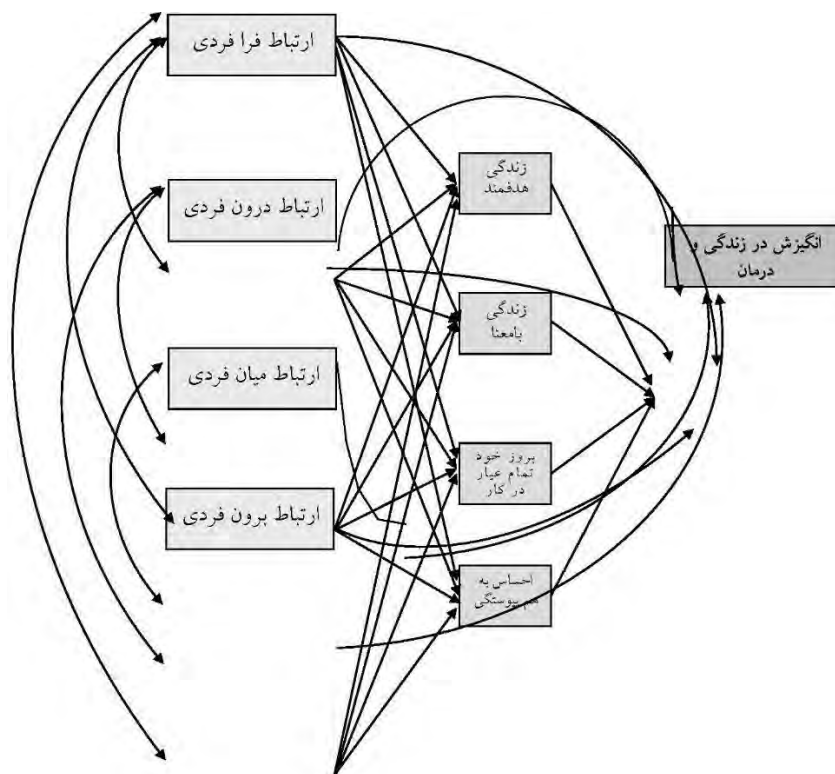 ارتباط فرا فردی
ارتباط درون فردی
ارتباط میان فردی
ارتباط برون فردی
زندگی
هدفمند
زندگی
بامعنا
بروز خود
تمام عیار
در کار
احساس به
هم پیوستگی
انگیزش در زندگی و
درمان